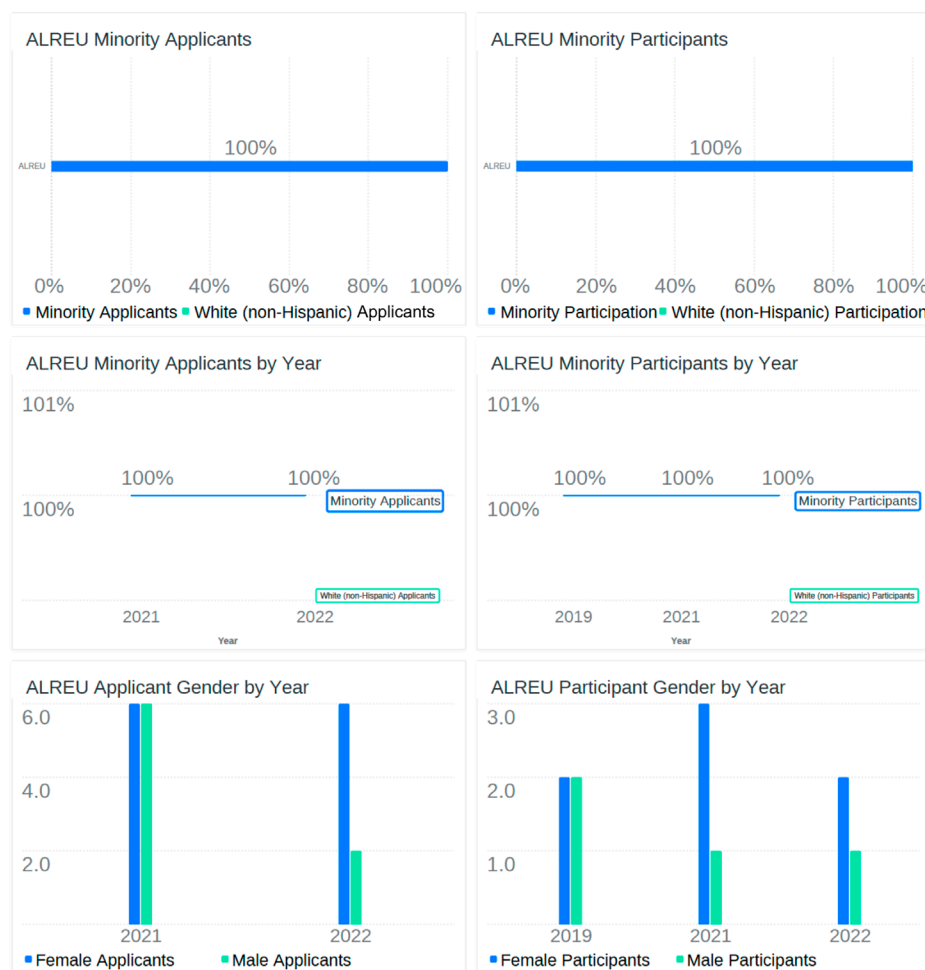 ALREU Minority Applicants
100%
ALREU
0% 20% 40% 60% 80% 100%
Minority Applicants White (non-Hispanic) Applicants
ALREU Minority Participants
100%
ALREU
0% 20% 40% 60% 80% 100%
Minority Participation White (non-Hispanic) Participation
ALREU Minority Applicants by Year
101%
100% 100%
100%
Minority Applicants
White (non-Hispanic) Applicants
2021 2022
Year
ALREU Minority Participants by Year
101%
100% 100% 100%
100%
Minority Participants
White (non-Hispanic) Participants
2019 2021 2022
Year
ALREU Applicant Gender by Year
6.0
4.0
2.0
2021 2022
Female Applicants Male Applicants
ALREU Participant Gender by Year
3.0
2.0
1.0
2019 2021 2022
Female Participants Male Participants